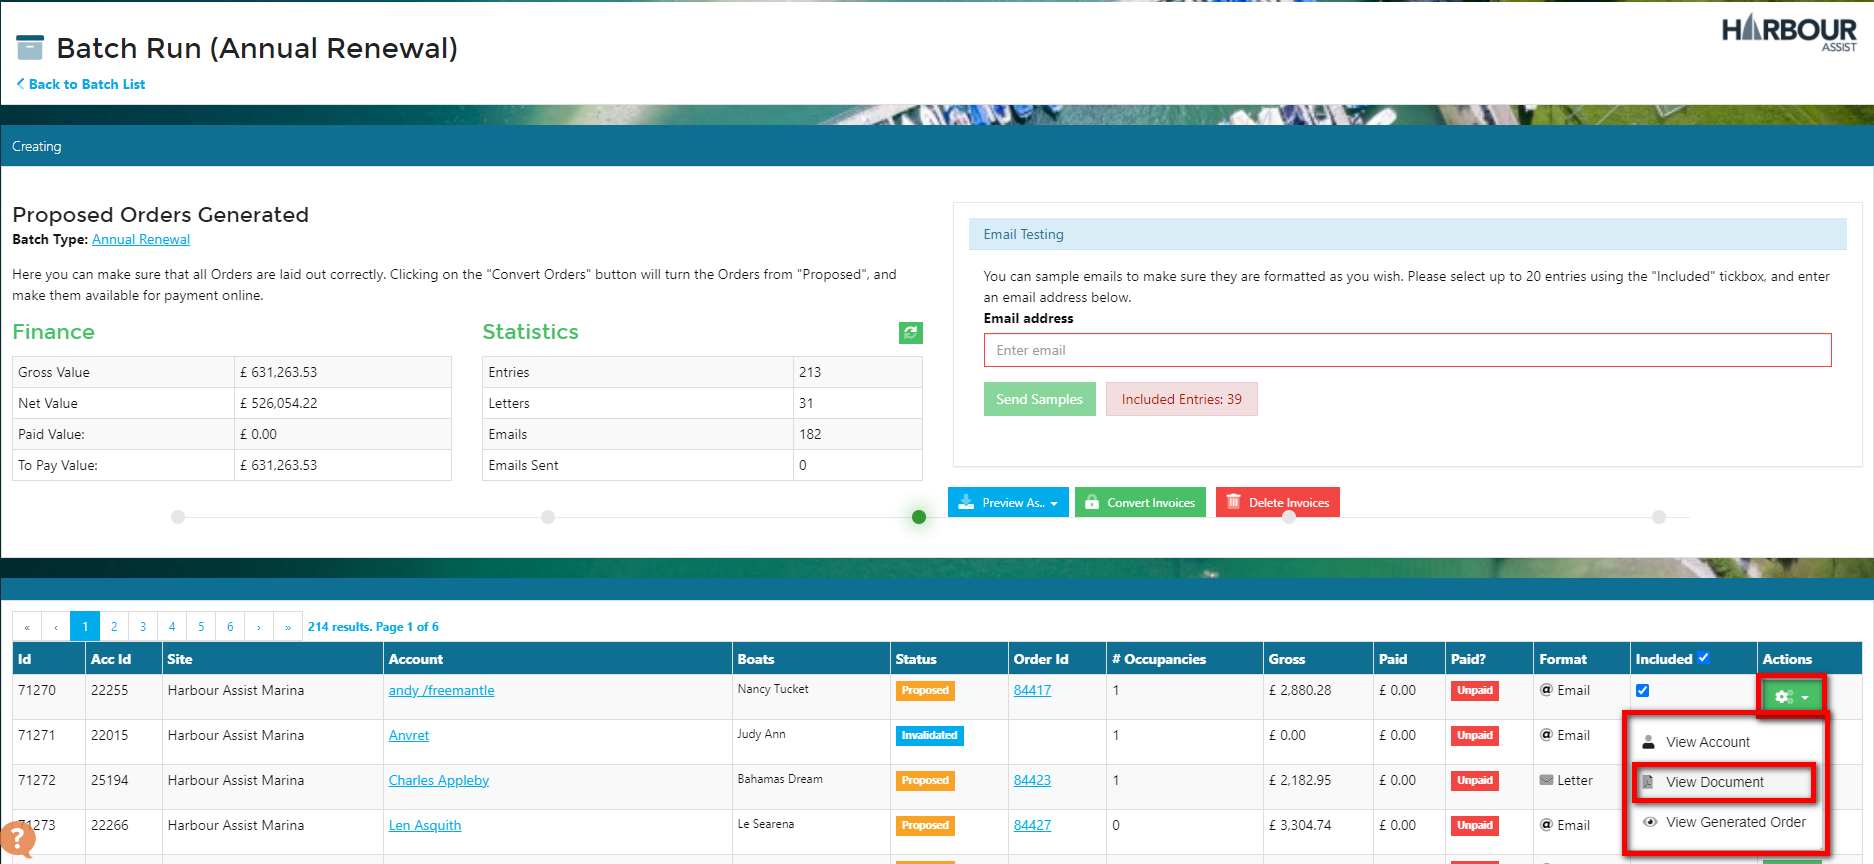 HARBOUR
ASSIST
Batch Run (Annual Renewal)
Back to Batch List
Creating
Proposed Orders Generated
Batch Type: Annual Renewal
Here you can make sure that all Orders are laid out correctly. Clicking on the "Convert Orders" button will turn the Orders from "Proposed", and
make them available for payment online.
Finance
Gross Value £ 631,263.53
Net Value £ 526,054.22
Paid Value: £ 0.00
To Pay Value: £ 631,263.53
Statistics
Entries 213
Letters 31
Emails 182
Emails Sent 0
Email Testing
You can sample emails to make sure they are formatted as you wish. Please select up to 20 entries using the "Included" tickbox, and enter
an email address below.
Email address
Enter email
Send Samples Included Entries: 39
Preview As.. Convert Invoices Delete Invoices
« ‹ 1 2 3 4 5 6 › » 214 results. Page 1 of 6
Id Acc Id Site Account Boats Status Order Id # Occupancies Gross Paid Paid? Format Included Actions
71270 22255 Harbour Assist Marina andy /freemantle Nancy Tucket Proposed 84417 1 £ 2,880.28 £ 0.00 Unpaid @ Email
71271 22015 Harbour Assist Marina Anvret Judy Ann Invalidated 1 £ 0.00 £ 0.00 Unpaid @ Email
71272 25194 Harbour Assist Marina Charles Appleby Bahamas Dream Proposed 84423 1 £ 2,182.95 £ 0.00 Unpaid Letter
71273 22266 Harbour Assist Marina Len Asquith Le Searena Proposed 84427 0 £ 3,304.74 £ 0.00 Unpaid @ Email
View Account
View Document
View Generated Order
?